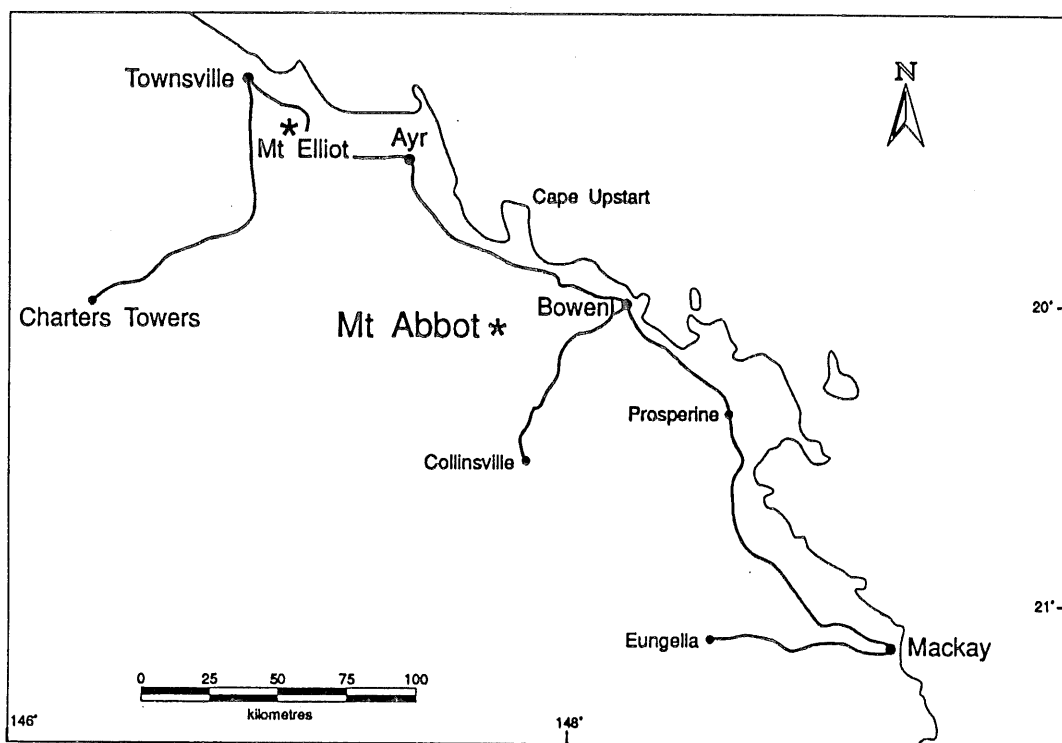 N
Townsville
Mt Elliot
Ayr
Cape Upstart
Charters Towers
Bowen
20°
Mt Abbot
Prosperine
Collinsville
21°
Eungella
Mackay
0 25 50 75 100
kilometres
146°
148°